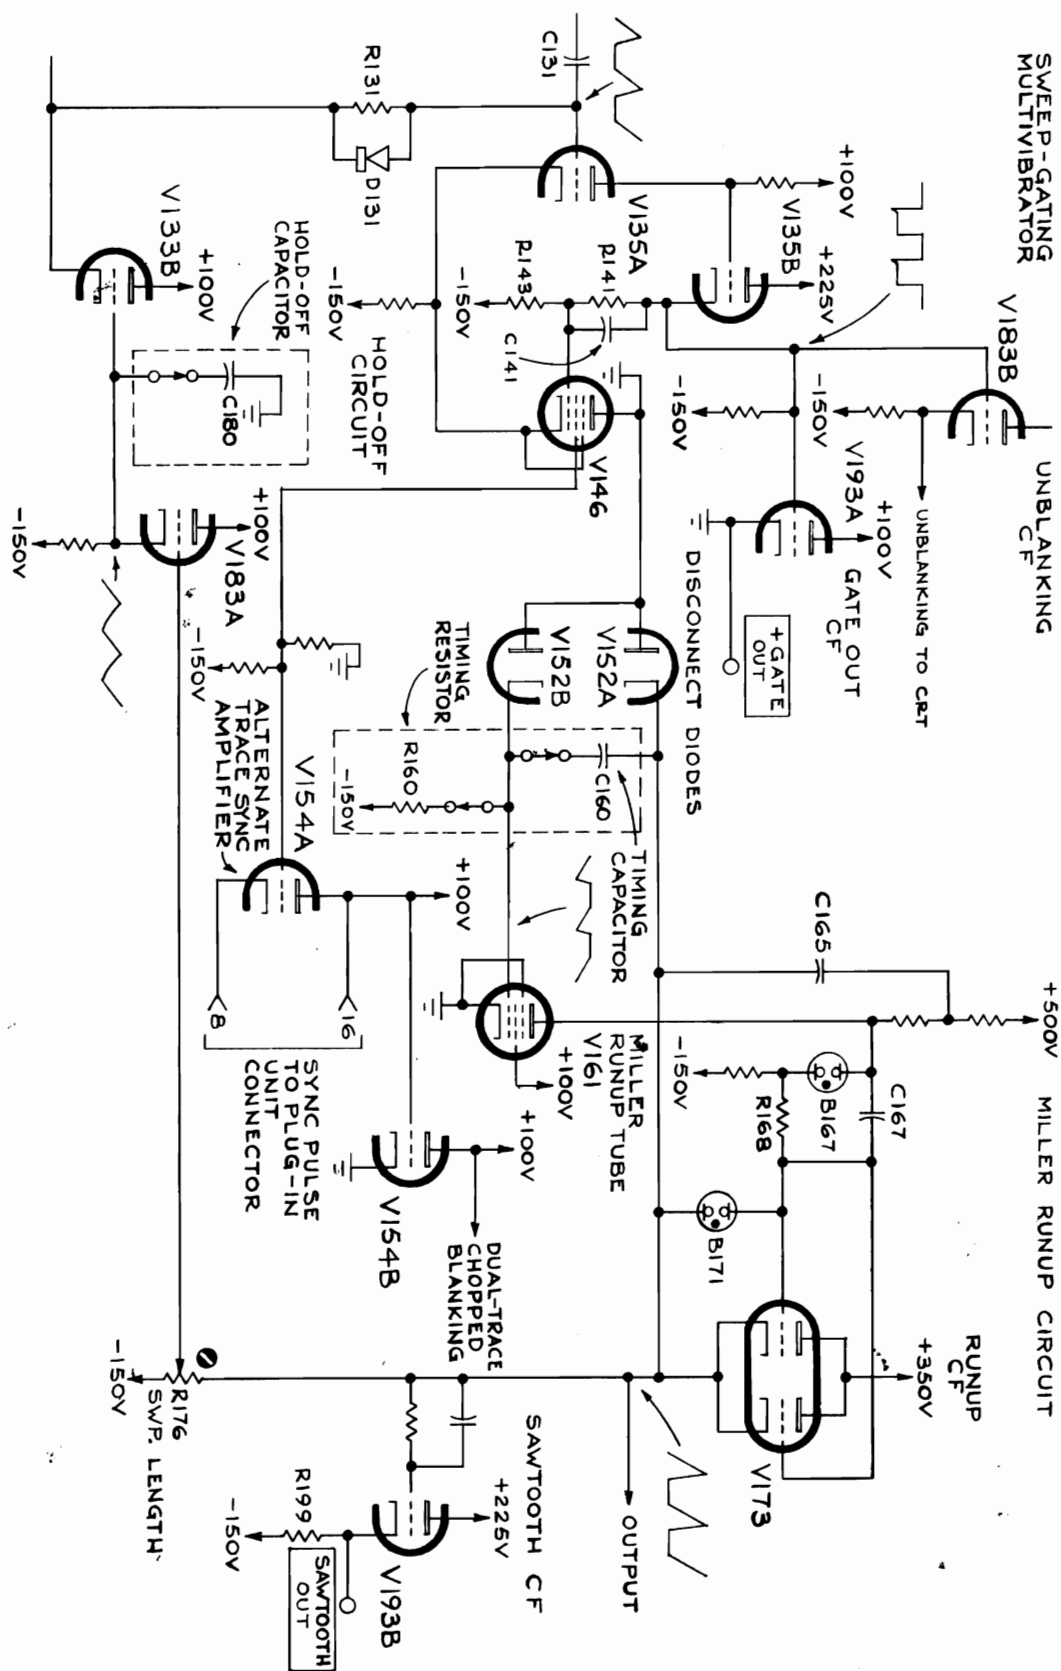 SWEEP-GATING
MULTIVIBRATOR
V183B
UNBLANKING
CF
MILLER RUNUP CIRCUIT
+500V
+100V
V135B
+225V
-150V
UNBLANKING TO CRT
V193A
+100V
GATE OUT
CF
+GATE
OUT
-150V
C131
R131
D131
V135A
R141
R143
-150V
C141
-150V
V146
HOLD-OFF
CIRCUIT
DISCONNECT DIODES
V152A
V152B
TIMING
RESISTOR
R160
-150V
C160
TIMING
CAPACITOR
C165
MILLER
RUNUP TUBE
V161
+100V
-150V
B167
R168
C167
B171
RUNUP
CF
+350V
V173
OUTPUT
V133B
+100V
HOLD-OFF
CAPACITOR
C180
V183A
+100V
-150V
-150V
ALTERNATE
TRACE SYNC
AMPLIFIER
V154A
+100V
16
8
SYNC PULSE
TO PLUG-IN
UNIT
CONNECTOR
+100V
V154B
DUAL-TRACE
CHOPPED
BLANKING
SAWTOOTH CF
+225V
V193B
R199
-150V
SAWTOOTH
OUT
R176
SWP. LENGTH
-150V